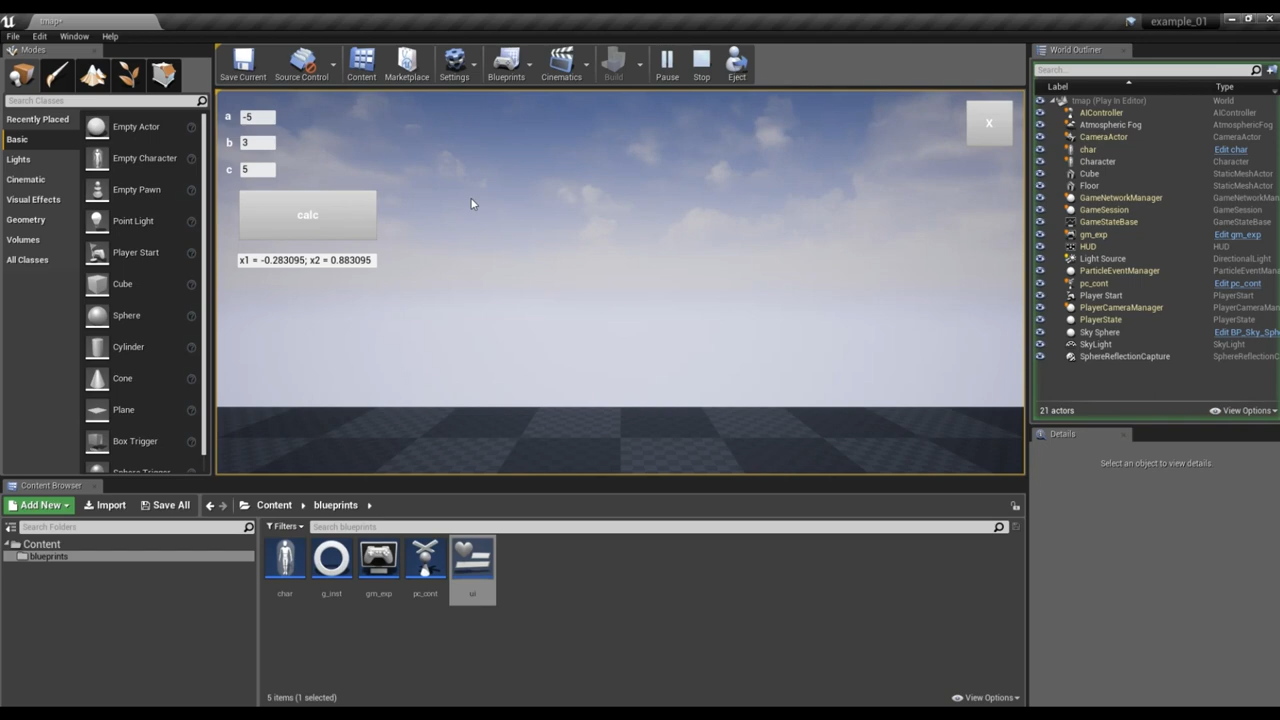 tmap*
example_01
File Edit Window Help
Modes
Search Classes
Recently Placed
Basic
Lights
Cinematic
Visual Effects
Geometry
Volumes
All Classes
Empty Actor
Empty Character
Empty Pawn
Point Light
Player Start
Cube
Sphere
Cylinder
Cone
Plane
Box Trigger
Sphere Trigger
Save Current
Source Control
Content
Marketplace
Settings
Blueprints
Cinematics
Build
Pause
Stop
Eject
a -5
b 3
c 5
calc
x1 = -0.283095; x2 = 0.883095
X
World Outliner
Search...
Label Type
tmap (Play In Editor) World
AIController AIController
Atmospheric Fog AtmosphericFog
CameraActor CameraActor
char Edit char
Character Character
Cube StaticMeshActor
Floor StaticMeshActor
GameNetworkManager GameNetworkMana
GameSession GameSession
GameStateBase GameStateBase
gm_exp Edit gm_exp
HUD HUD
Light Source DirectionalLight
ParticleEventManager ParticleEventMana
pc_cont Edit pc_cont
Player Start PlayerStart
PlayerCameraManager PlayerCameraMan
PlayerState PlayerState
Sky Sphere Edit BP_Sky_Sph
SkyLight SkyLight
SphereReflectionCapture SphereReflectionC
21 actors View Options
Details
Select an object to view details
Content Browser
Add New Import Save All Content blueprints
Search Folders
Content
blueprints
Filters Search blueprints
char
g_inst
gm_exp
pc_cont
ui
5 items (1 selected) View Options